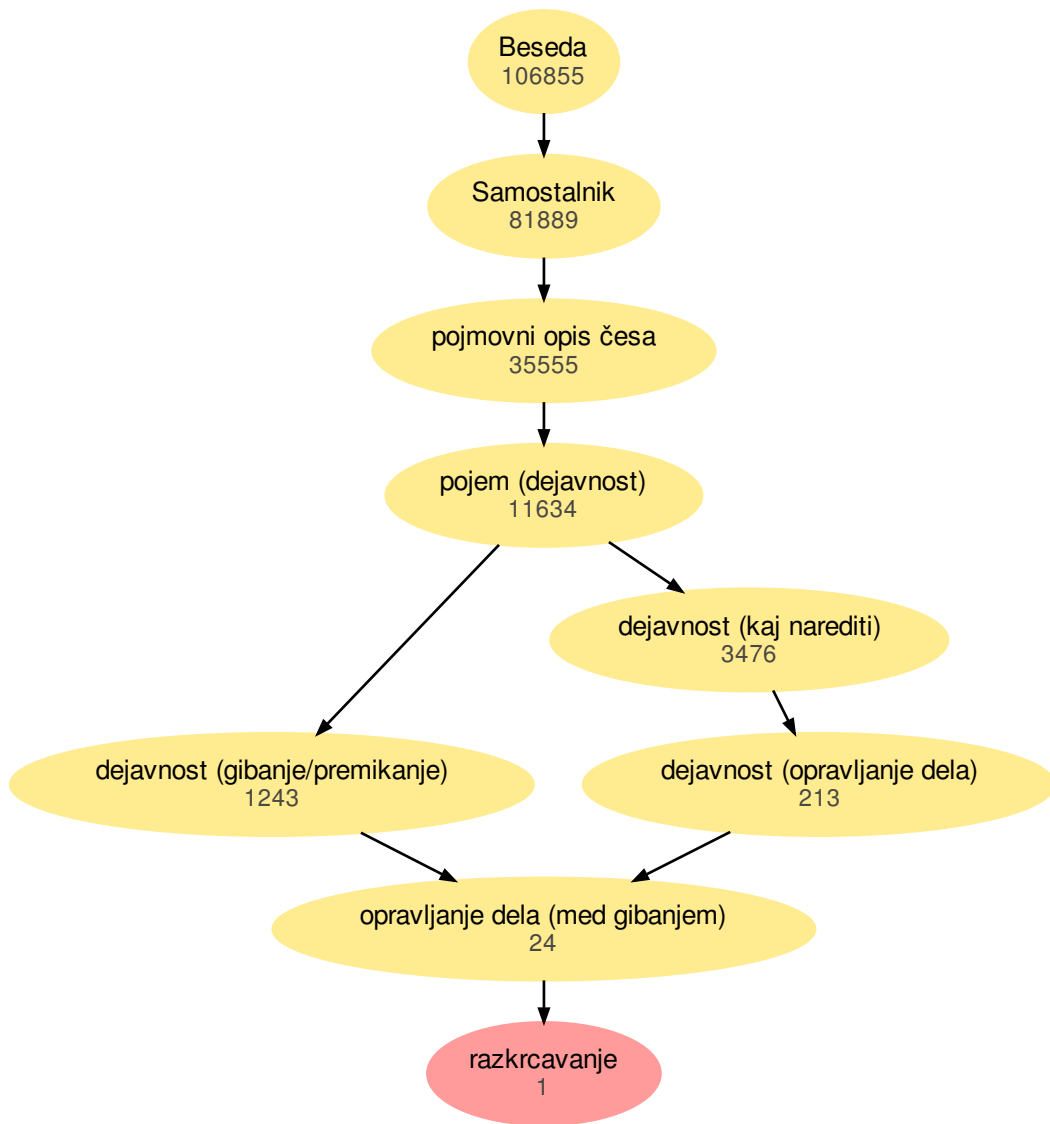 Beseda
106855
Samostalnik
81889
pojmovni opis česa
35555
pojem (dejavnost)
11634
dejavnost (kaj narediti)
3476
dejavnost (gibanje/premikanje)
1243
dejavnost (opravljanje dela)
213
opravljanje dela (med gibanjem)
24
razkrcavanje
1